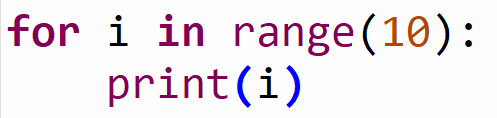 for i in range(10):
    print(i)